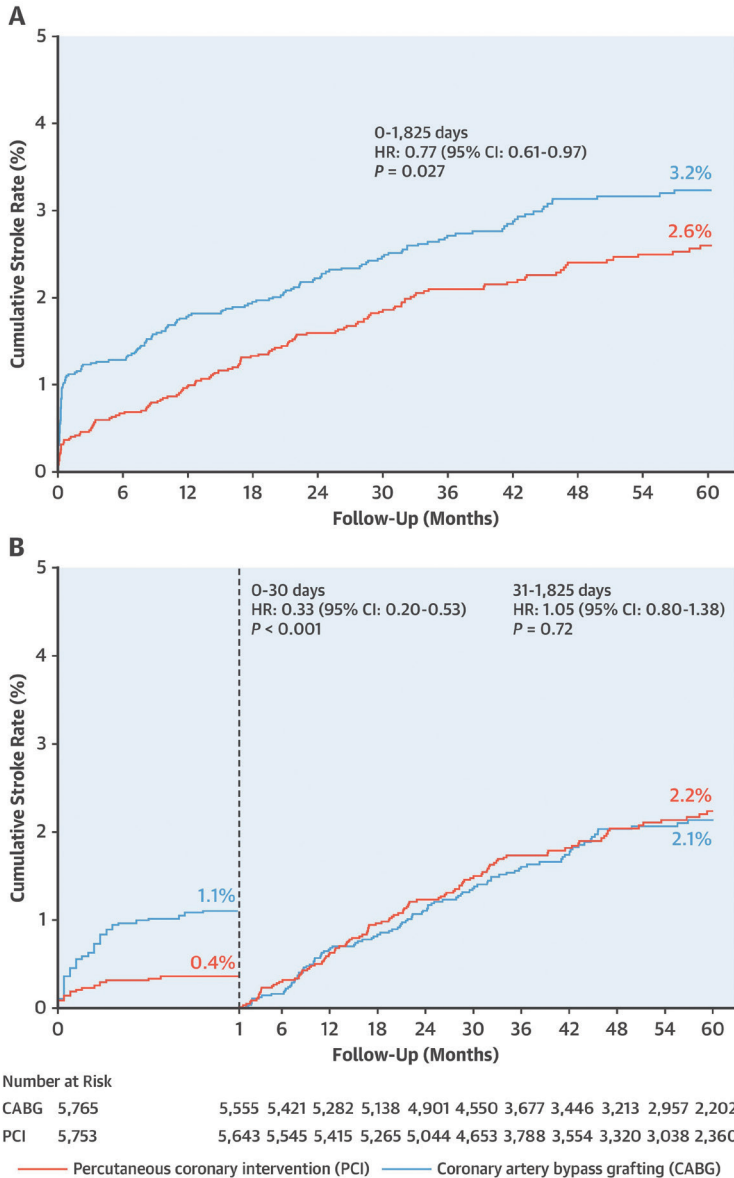 A
5
4
3
2
1
0
Cumulative Stroke Rate (%)
0-1,825 days
HR: 0.77 (95% CI: 0.61-0.97)
P = 0.027
3.2%
2.6%
0 6 12 18 24 30 36 42 48 54 60
Follow-Up (Months)
B
5
4
3
2
1
0
Cumulative Stroke Rate (%)
0-30 days
HR: 0.33 (95% CI: 0.20-0.53)
P < 0.001
31-1,825 days
HR: 1.05 (95% CI: 0.80-1.38)
P = 0.72
1.1%
0.4%
2.2%
2.1%
0 1 6 12 18 24 30 36 42 48 54 60
Follow-Up (Months)
Number at Risk
CABG 5,765 5,555 5,421 5,282 5,138 4,901 4,550 3,677 3,446 3,213 2,957 2,202
PCI 5,753 5,643 5,545 5,415 5,265 5,044 4,653 3,788 3,554 3,320 3,038 2,360
Percutaneous coronary intervention (PCI) Coronary artery bypass grafting (CABG)